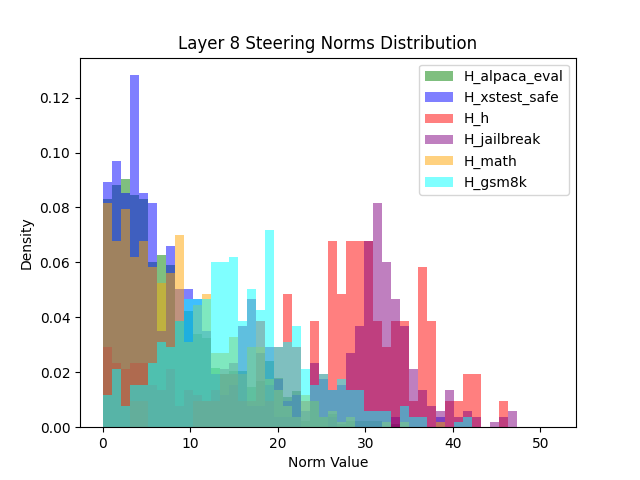 Layer 8 Steering Norms Distribution
H_alpaca_eval
H_xstest_safe
H_h
H_jailbreak
H_math
H_gsm8k
Density
0.12
0.10
0.08
0.06
0.04
0.02
0.00
0 10 20 30 40 50
Norm Value